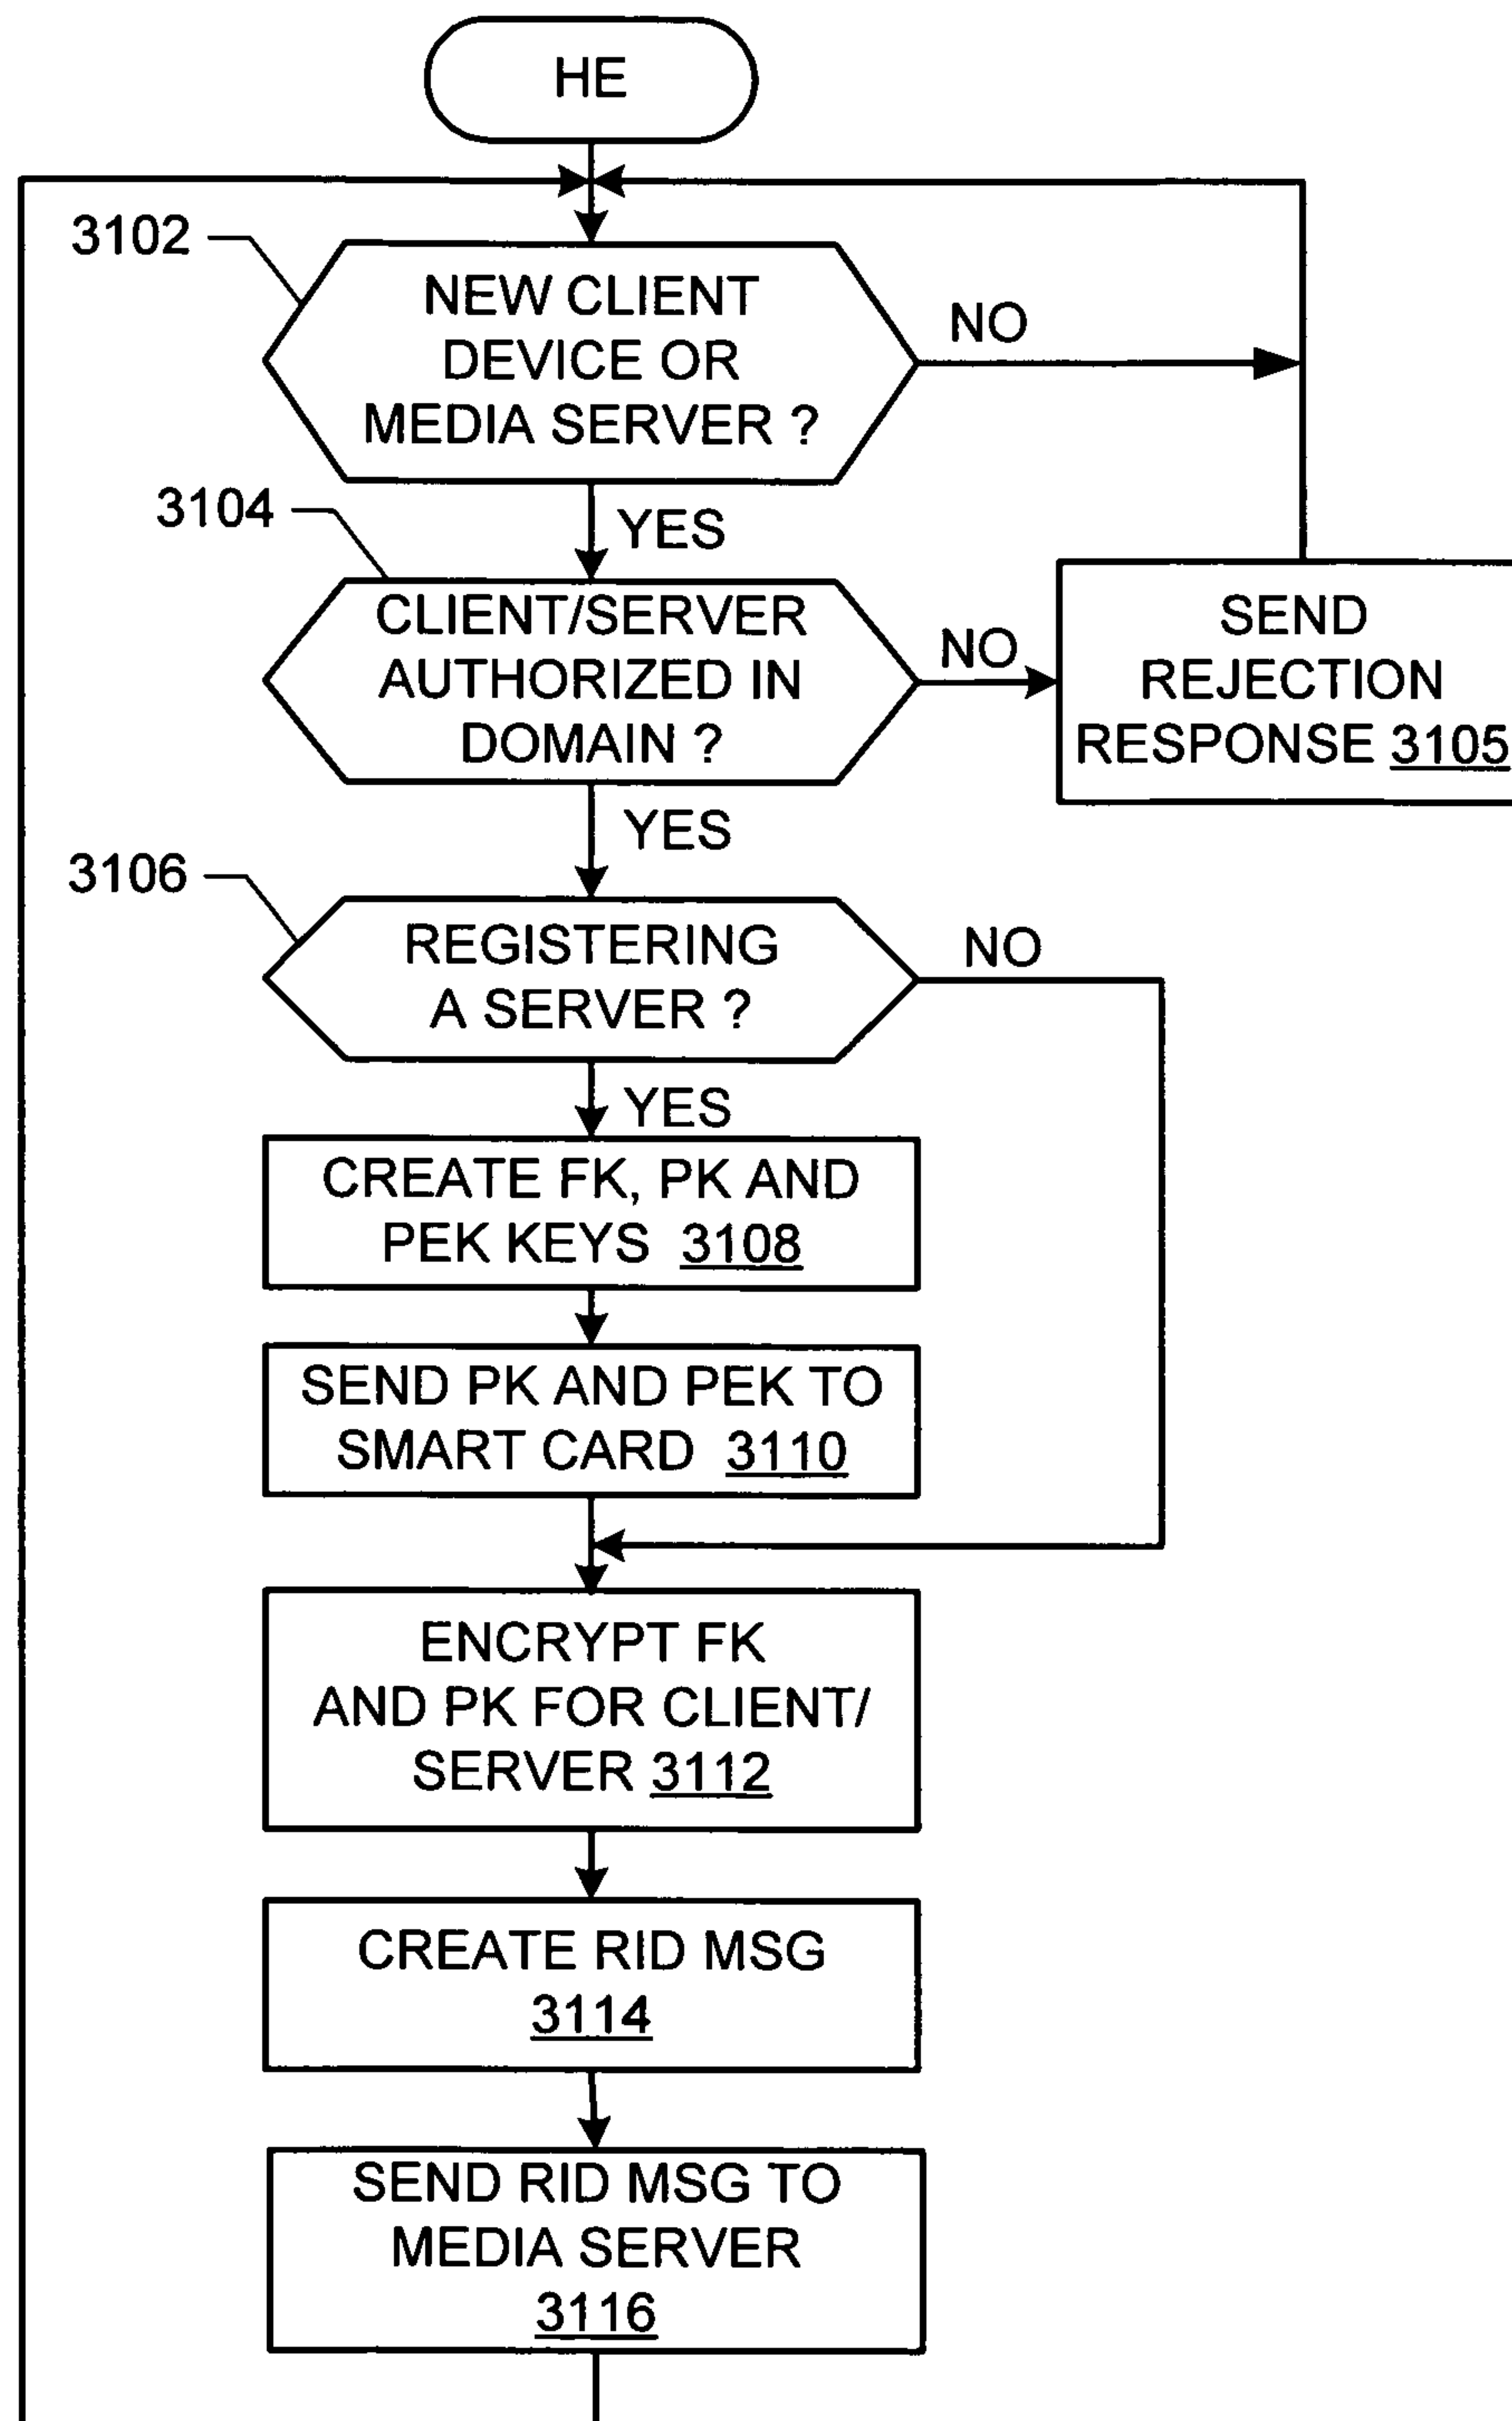 HE
3102
NEW CLIENT
DEVICE OR
MEDIA SERVER ?
NO
YES
3104
CLIENT/SERVER
AUTHORIZED IN
DOMAIN ?
NO
SEND
REJECTION
RESPONSE 3105
YES
3106
REGISTERING
A SERVER ?
NO
YES
CREATE FK, PK AND
PEK KEYS 3108
SEND PK AND PEK TO
SMART CARD 3110
ENCRYPT FK
AND PK FOR CLIENT/
SERVER 3112
CREATE RID MSG
3114
SEND RID MSG TO
MEDIA SERVER
3116